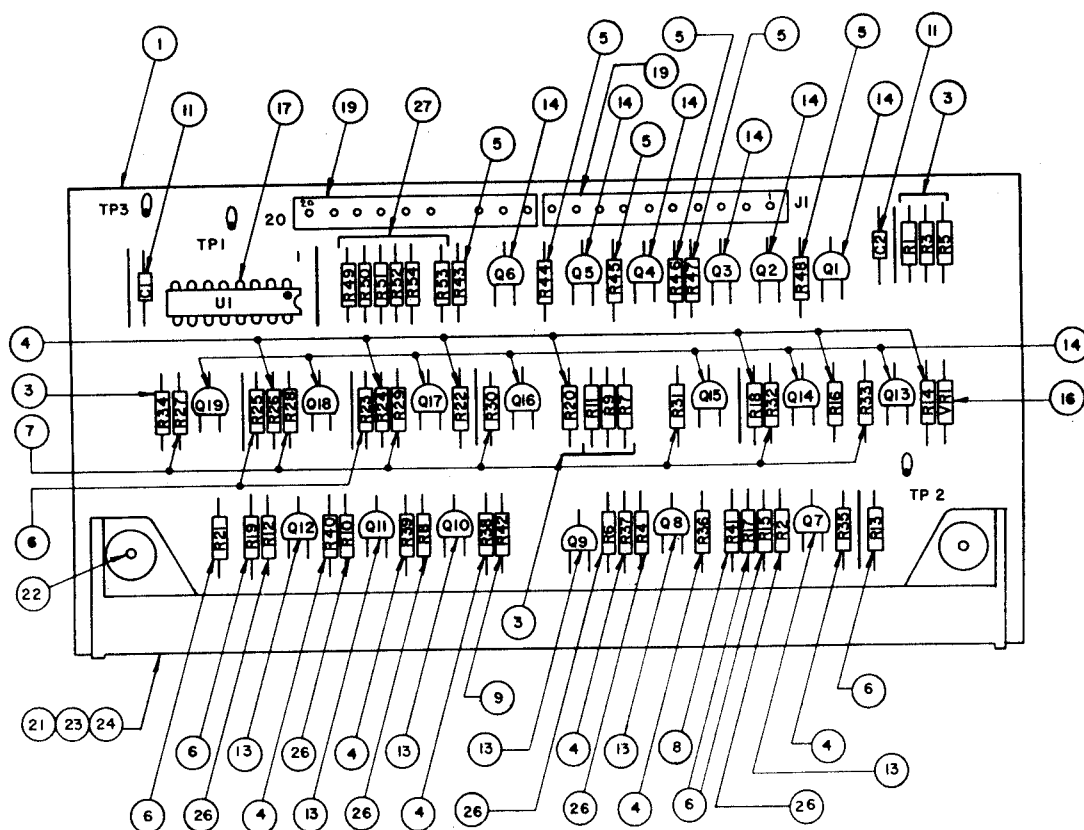 1
11
17
19
27
5
14
5
19
14
5
5
14
14
5
14
5
14
11
3
TP3
TP1
20
20
1
J1
1
C1
U1
R49
R50
R51
R52
R54
R53
R43
Q6
R44
Q5
R45
Q4
R46
R47
Q3
Q2
R48
Q1
C2
R1
R3
R5
4
14
3
7
R34
R27
Q19
R25
R26
R28
Q18
R23
R24
R29
Q17
R22
R30
Q16
R20
R11
R9
R7
R31
Q15
R18
R32
Q14
R16
R33
Q13
R14
VR1
16
TP 2
6
22
R21
R19
R12
Q12
R40
R10
Q11
R39
R8
Q10
R38
R42
Q9
R6
R37
R4
Q8
R36
R41
R17
R15
R2
Q7
R35
R13
3
9
21 23 24
6
13
26
4
13
13
4
13
8
6
4
6
13
6
26
4
13
26
4
26
26
4
6
26